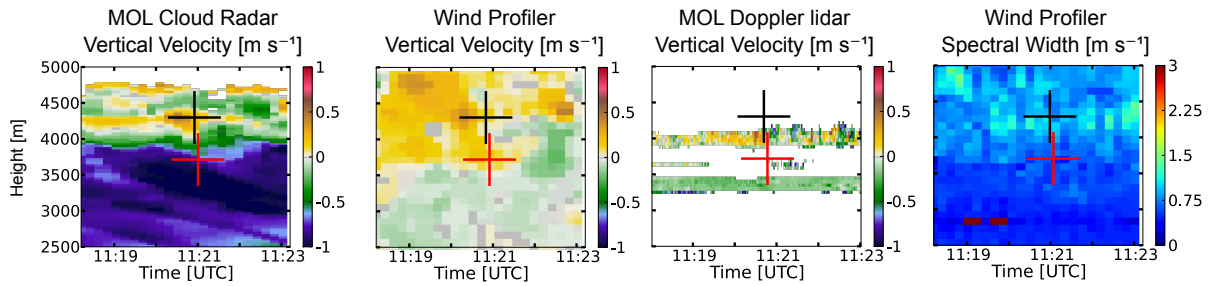 MOL Cloud Radar
Vertical Velocity [m s⁻¹]
Wind Profiler
Vertical Velocity [m s⁻¹]
MOL Doppler lidar
Vertical Velocity [m s⁻¹]
Wind Profiler
Spectral Width [m s⁻¹]
Height [m]
5000
4500
4000
3500
3000
2500
11:19
11:21
11:23
Time [UTC]
1
0.5
0
−0.5
−1
11:19
11:21
11:23
Time [UTC]
1
0.5
0
−0.5
−1
11:19
11:21
11:23
Time [UTC]
1
0.5
0
−0.5
−1
11:19
11:21
11:23
Time [UTC]
3
2.25
1.5
0.75
0